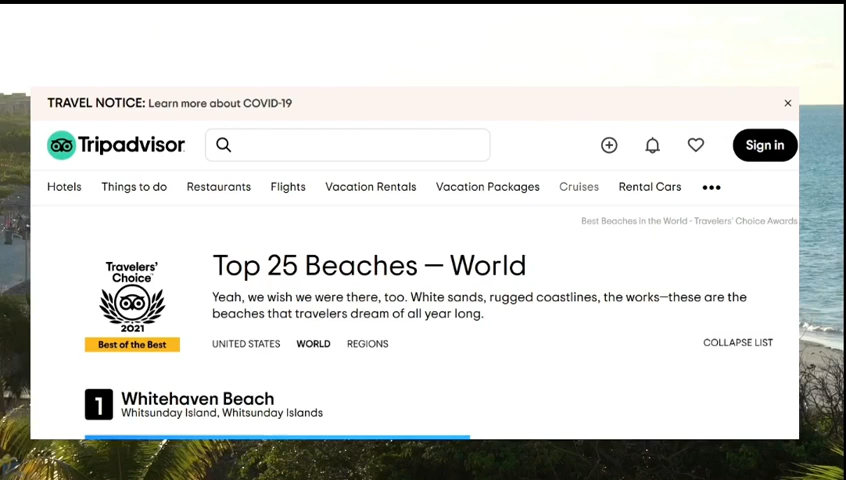 TRAVEL NOTICE: Learn more about COVID-19
Tripadvisor
Sign in
Hotels Things to do Restaurants Flights Vacation Rentals Vacation Packages Cruises Rental Cars
Best Beaches in the World - Travelers' Choice Awards
Travelers'
Choice
2021
Best of the Best
Top 25 Beaches — World
Yeah, we wish we were there, too. White sands, rugged coastlines, the works—these are the
beaches that travelers dream of all year long.
UNITED STATES WORLD REGIONS COLLAPSE LIST
1 Whitehaven Beach
Whitsunday Island, Whitsunday Islands